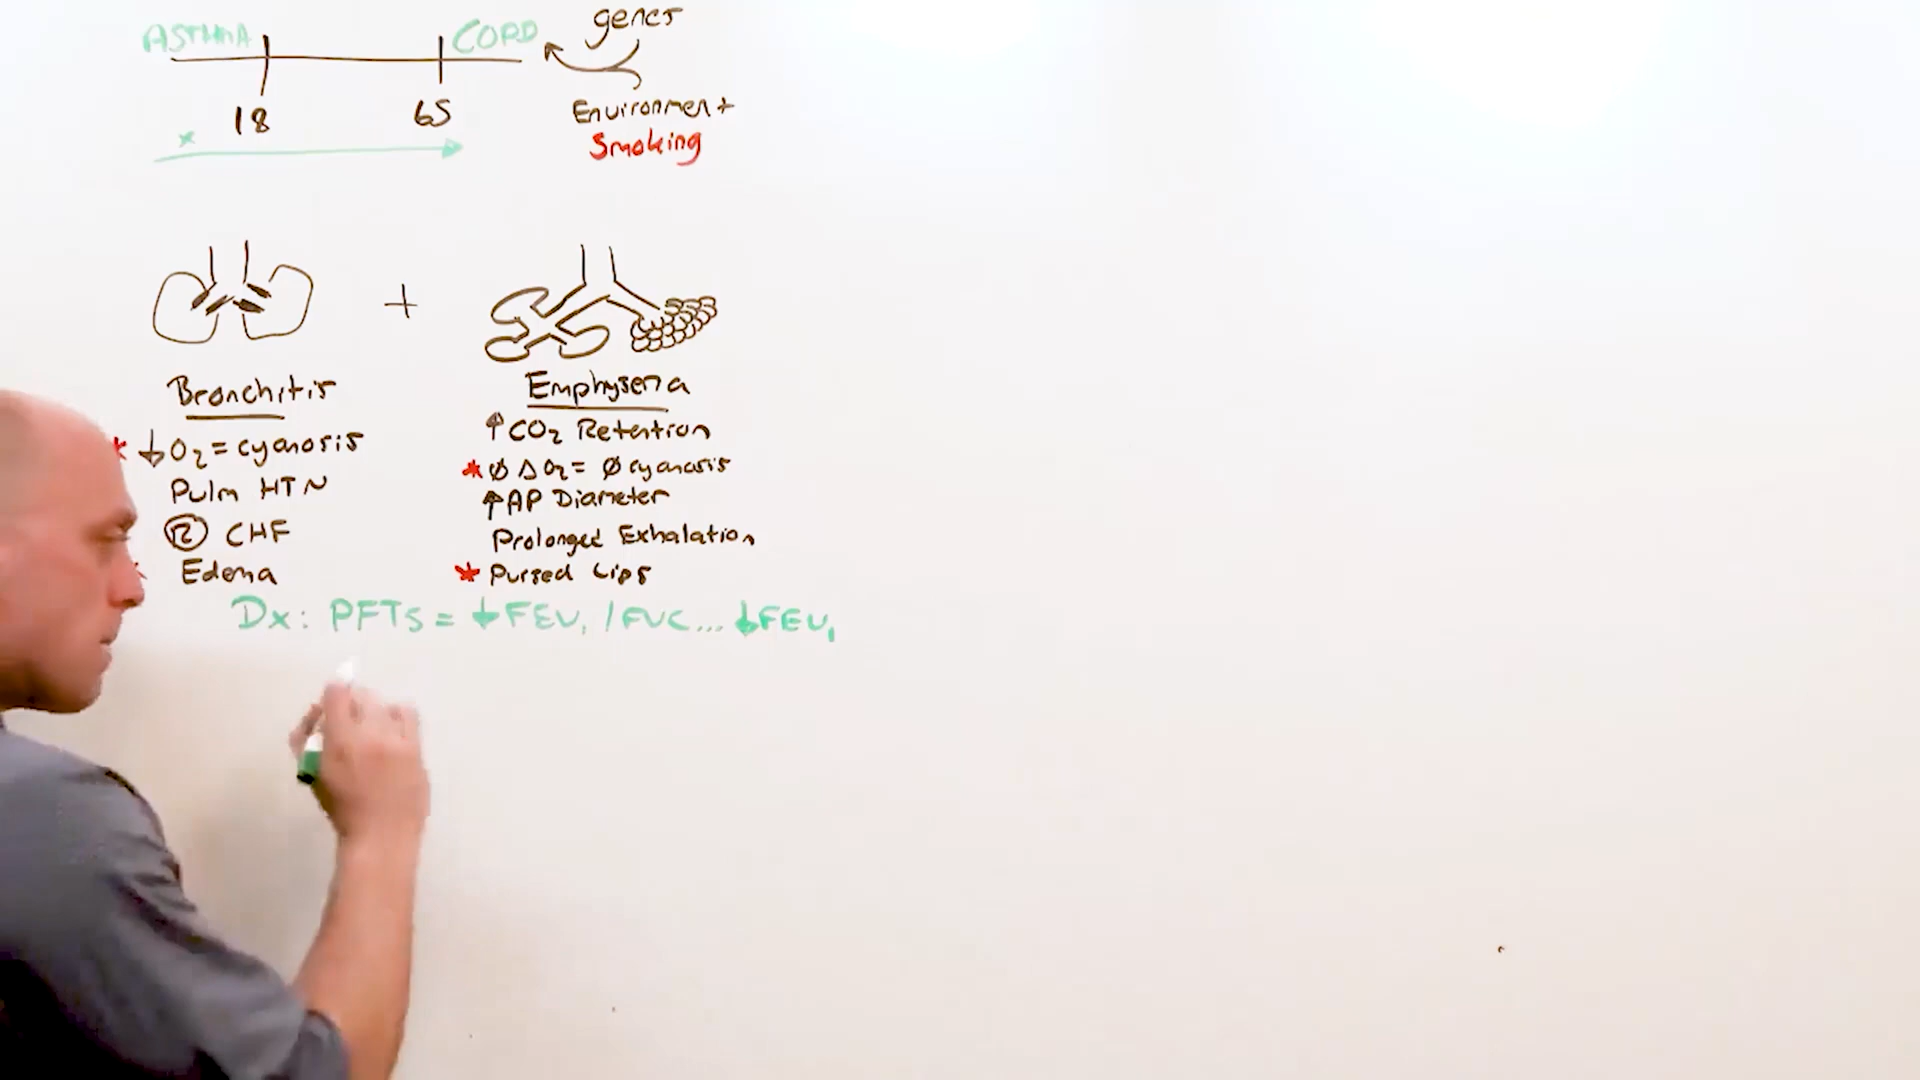 ASTHMA COPD genes
18 65 Environment
Smoking
+
Bronchitis
↓O₂ = cyanosis
Pulm HTN
Ⓡ CHF
Edema
Emphysema
↑CO₂ Retention
* ∅ Δ O₂ = ∅ cyanosis
↑AP Diameter
Prolonged Exhalation
* Pursed Lips
Dx: PFTs = ↓FEV₁ / FVC... ↓FEV₁